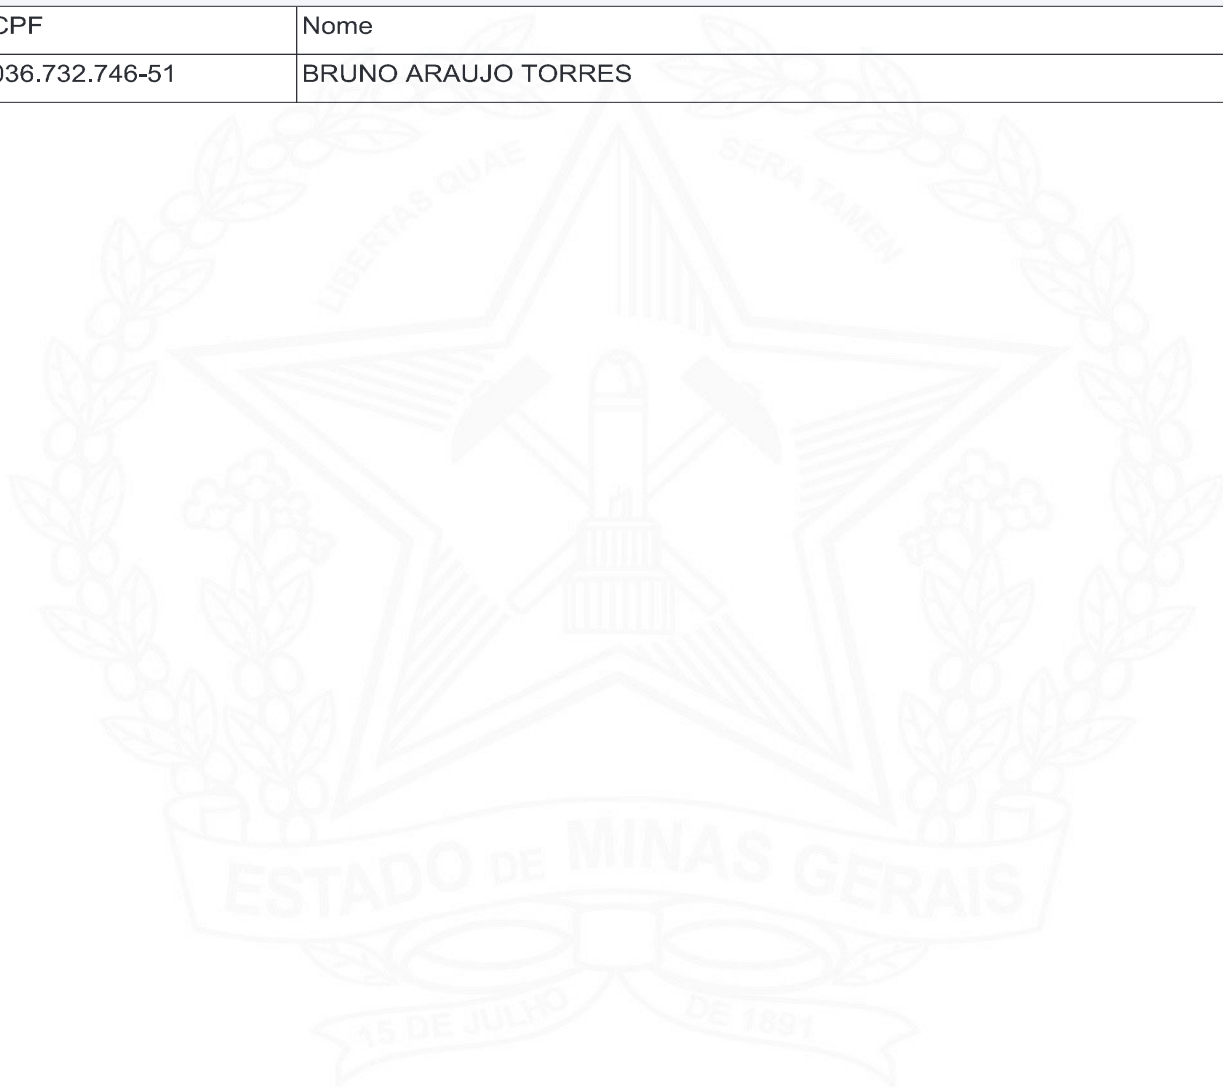 CPF Nome
036.732.746-51 BRUNO ARAUJO TORRES
LIBERTAS QUAE SERA TAMEN
ESTADO DE MINAS GERAIS
15 DE JULHO DE 1891